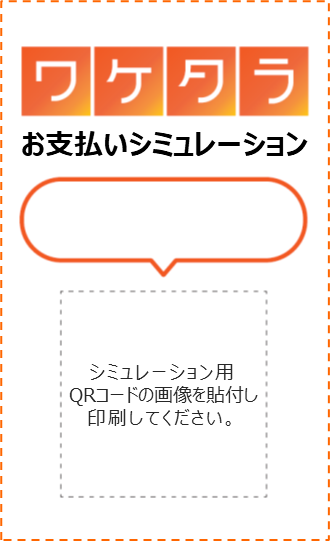 ワケタラ
お支払いシミュレーション
シミュレーション用
QRコードの画像を貼付し
印刷してください。